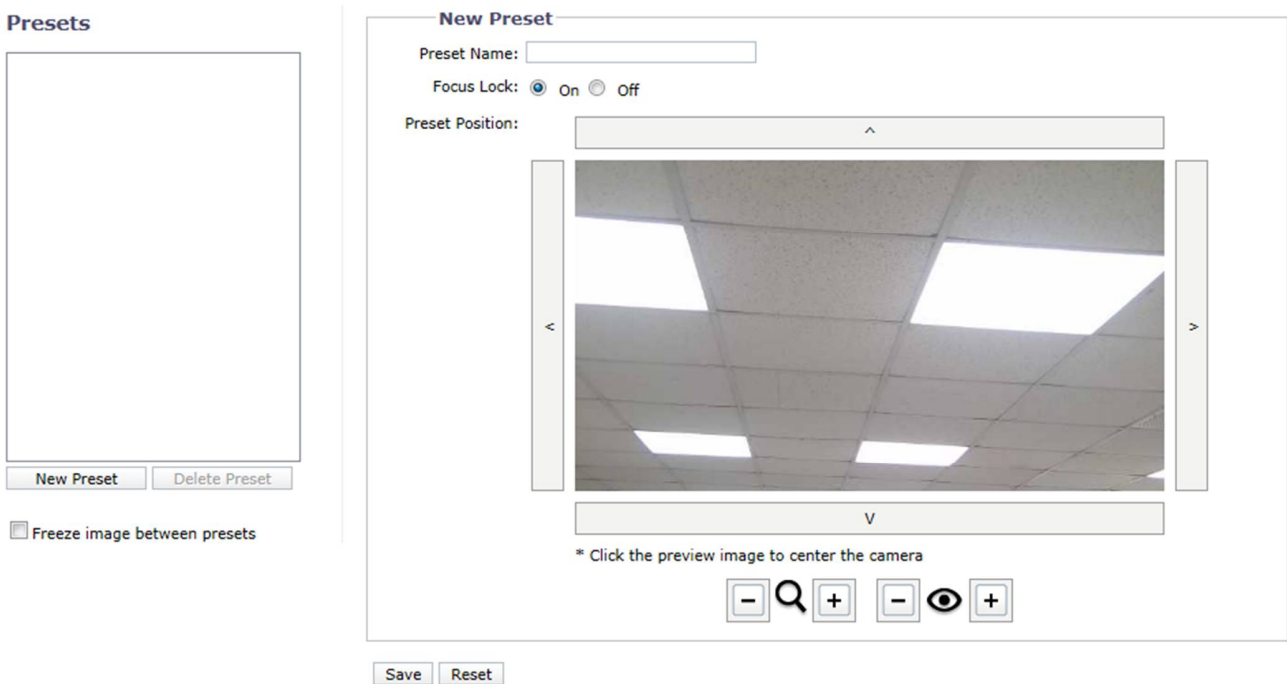 Presets
New Preset
Delete Preset
Freeze image between presets
New Preset
Preset Name:
Focus Lock: On Off
Preset Position:
^
< >
V
* Click the preview image to center the camera
- + - +
Save Reset